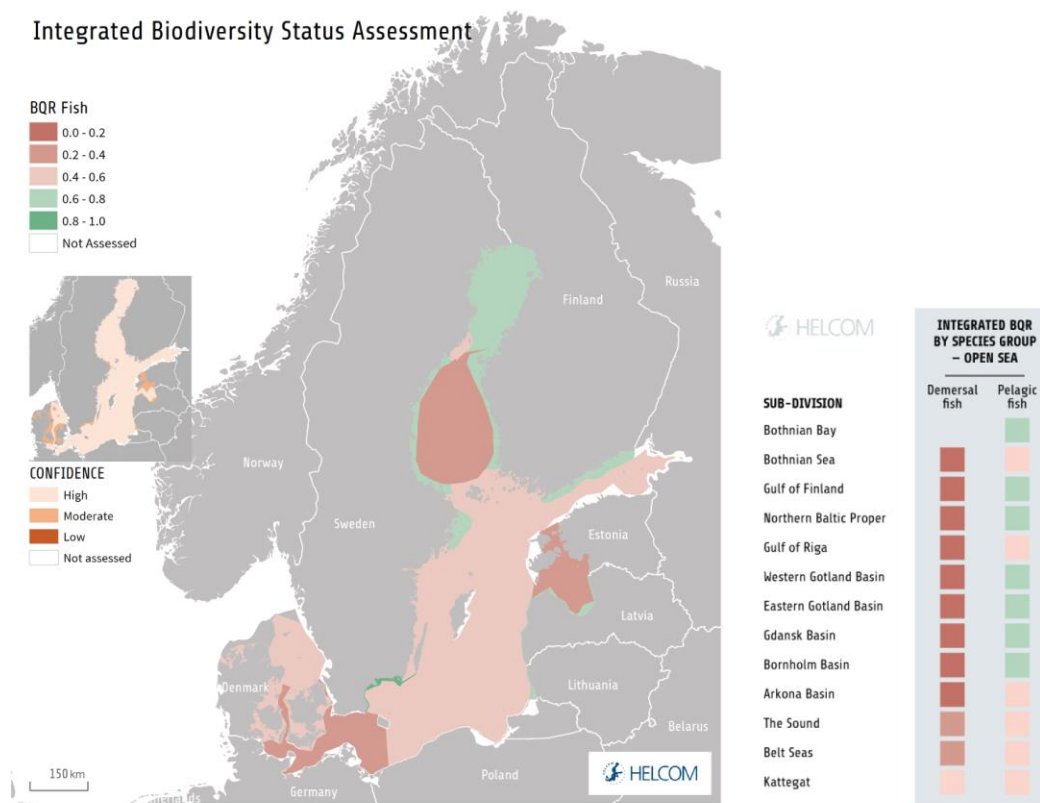 Integrated Biodiversity Status Assessment
BQR Fish
0.0 - 0.2
0.2 - 0.4
0.4 - 0.6
0.6 - 0.8
0.8 - 1.0
Not Assessed
CONFIDENCE
High
Moderate
Low
Not assessed
Norway
Sweden
Finland
Russia
Estonia
Latvia
Lithuania
Belarus
Denmark
Germany
Poland
150 km
HELCOM
HELCOM
INTEGRATED BQR
BY SPECIES GROUP
– OPEN SEA
SUB-DIVISION
Demersal fish
Pelagic fish
Bothnian Bay
Bothnian Sea
Gulf of Finland
Northern Baltic Proper
Gulf of Riga
Western Gotland Basin
Eastern Gotland Basin
Gdansk Basin
Bornholm Basin
Arkona Basin
The Sound
Belt Seas
Kattegat